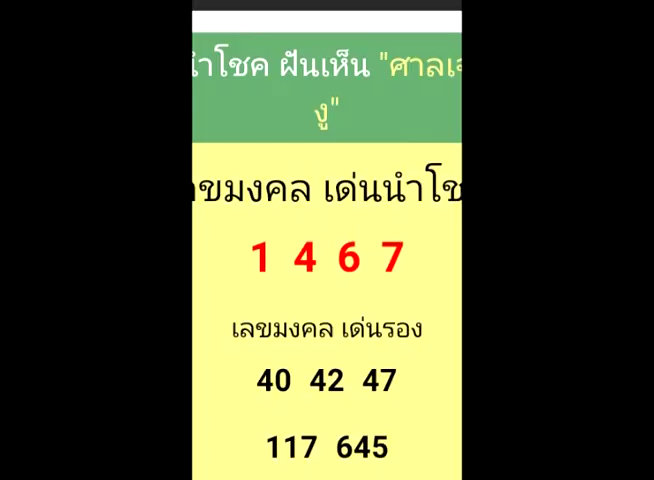 นำโชค ฝันเห็น "ศาลเจ
งู"
เลขมงคล เด่นนำโช
1 4 6 7
เลขมงคล เด่นรอง
40 42 47
117 645